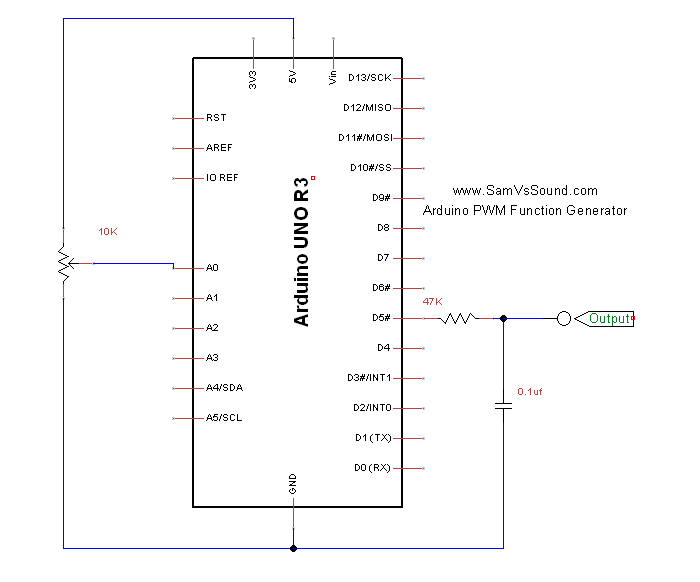 3V3
5V
Vin
RST
AREF
IO REF
A0
A1
A2
A3
A4/SDA
A5/SCL
Arduino UNO R3
GND
D13/SCK
D12/MISO
D11#/MOSI
D10#/SS
D9#
D8
D7
D6#
D5#
D4
D3#/INT1
D2/INT0
D1(TX)
D0(RX)
10K
47K
0.1uf
www.SamVsSound.com
Arduino PWM Function Generator
Output